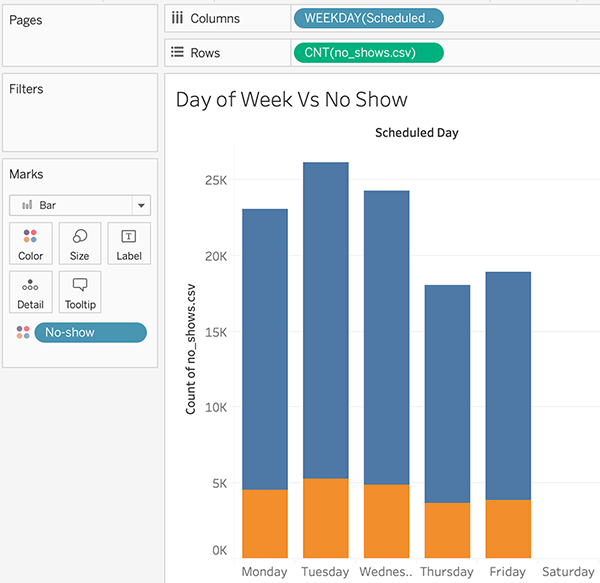 Pages
Columns
WEEKDAY(Scheduled ..
Rows
CNT(no_shows.csv)
Filters
Marks
Bar
Color
Size
T
Label
Detail
Tooltip
No-show
Day of Week Vs No Show
Scheduled Day
Count of no_shows.csv
25K
20K
15K
10K
5K
0K
Monday
Tuesday
Wednes..
Thursday
Friday
Saturday